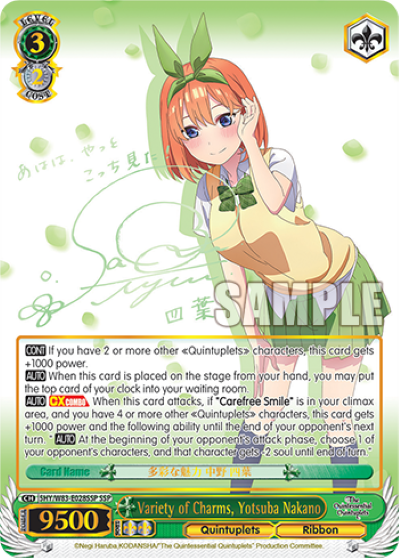 LEVEL
3
2
COST
あはは、やっと
こっち見た
四葉
SAMPLE
CONT If you have 2 or more other «Quintuplets» characters, this card gets
+1000 power.
AUTO When this card is placed on the stage from your hand, you may put
the top card of your clock into your waiting room.
AUTO CXCOMBO When this card attacks, if "Carefree Smile" is in your climax
area, and you have 4 or more other «Quintuplets» characters, this card gets
+1000 power and the following ability until the end of your opponent's next
turn. "AUTO At the beginning of your opponent's attack phase, choose 1 of
your opponent's characters, and that character gets -2 soul until end of turn."
Card Name 多彩な魅力 中野 四葉
CH 5HY/W83-E028SSP SSP
Variety of Charms, Yotsuba Nakano
The Quintessential Quintuplets
9500
Quintuplets
Ribbon
©Negi Haruba,KODANSHA/"The Quintessential Quintuplets" Production Committee